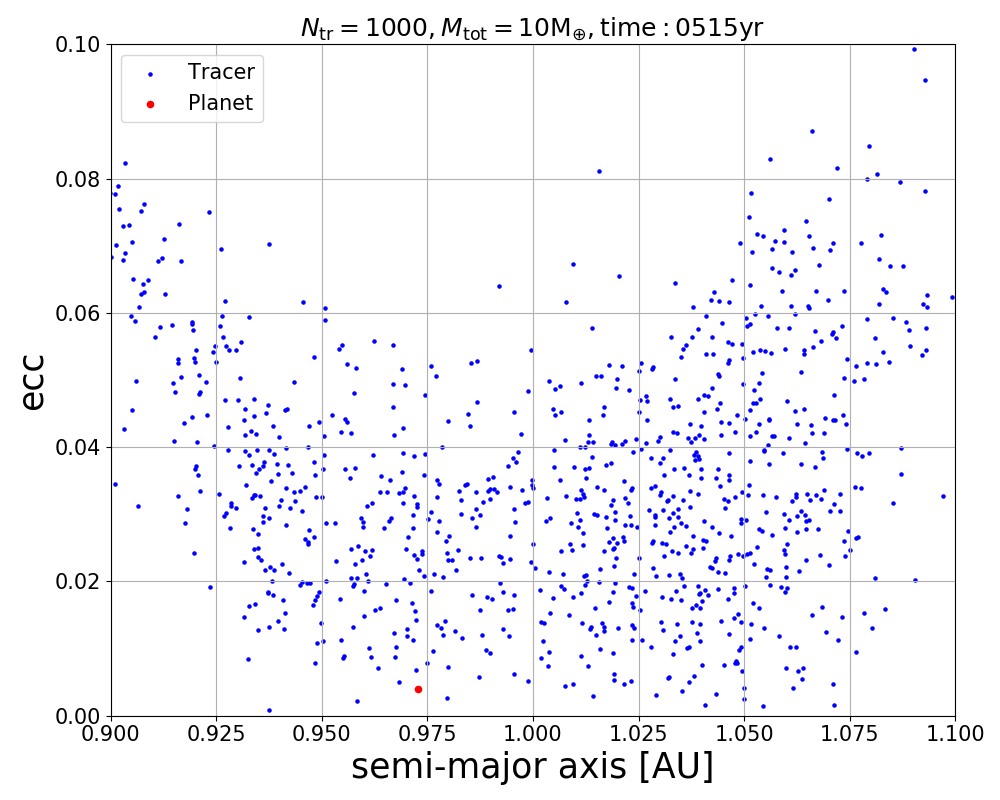 N_tr = 1000, M_tot = 10M_⊕, time : 0515yr
Tracer
Planet
ecc
0.10
0.08
0.06
0.04
0.02
0.00
0.900 0.925 0.950 0.975 1.000 1.025 1.050 1.075 1.100
semi-major axis [AU]